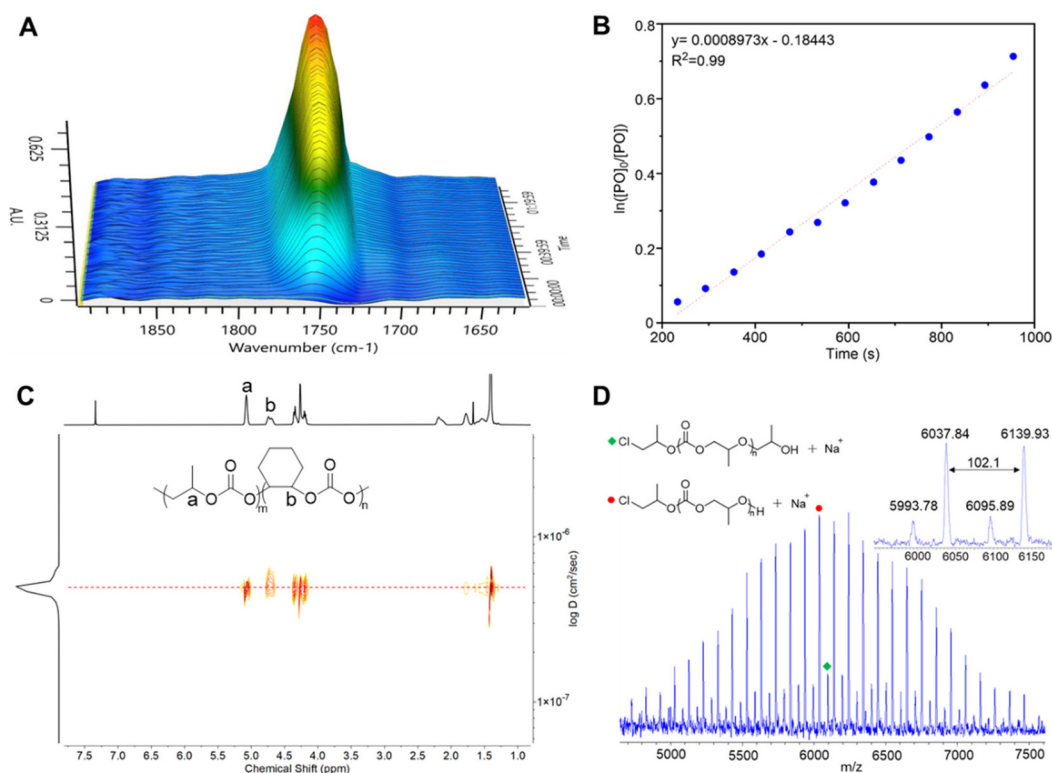 A
0.625
0.3125
0
A.U.
1850
1800
1750
1700
1650
Wavenumber (cm-1)
00:00:00
Time
B
y= 0.0008973x - 0.18443
R²=0.99
0.8
0.6
0.4
0.2
0.0
ln([PO]₀/[PO])
200
400
600
800
1000
Time (s)
C
a
b
O
a
O
O
m
b
O
O
O
n
1×10⁻⁶
1×10⁻⁷
log D (cm²/sec)
7.5
7.0
6.5
6.0
5.5
5.0
4.5
4.0
3.5
3.0
2.5
2.0
1.5
1.0
Chemical Shift (ppm)
D
Cl
O
O
O
O
n
OH
+ Na⁺
Cl
O
O
O
O
n
H
+ Na⁺
6037.84
6139.93
102.1
5993.78
6095.89
6000
6050
6100
6150
5000
5500
6000
6500
7000
7500
m/z